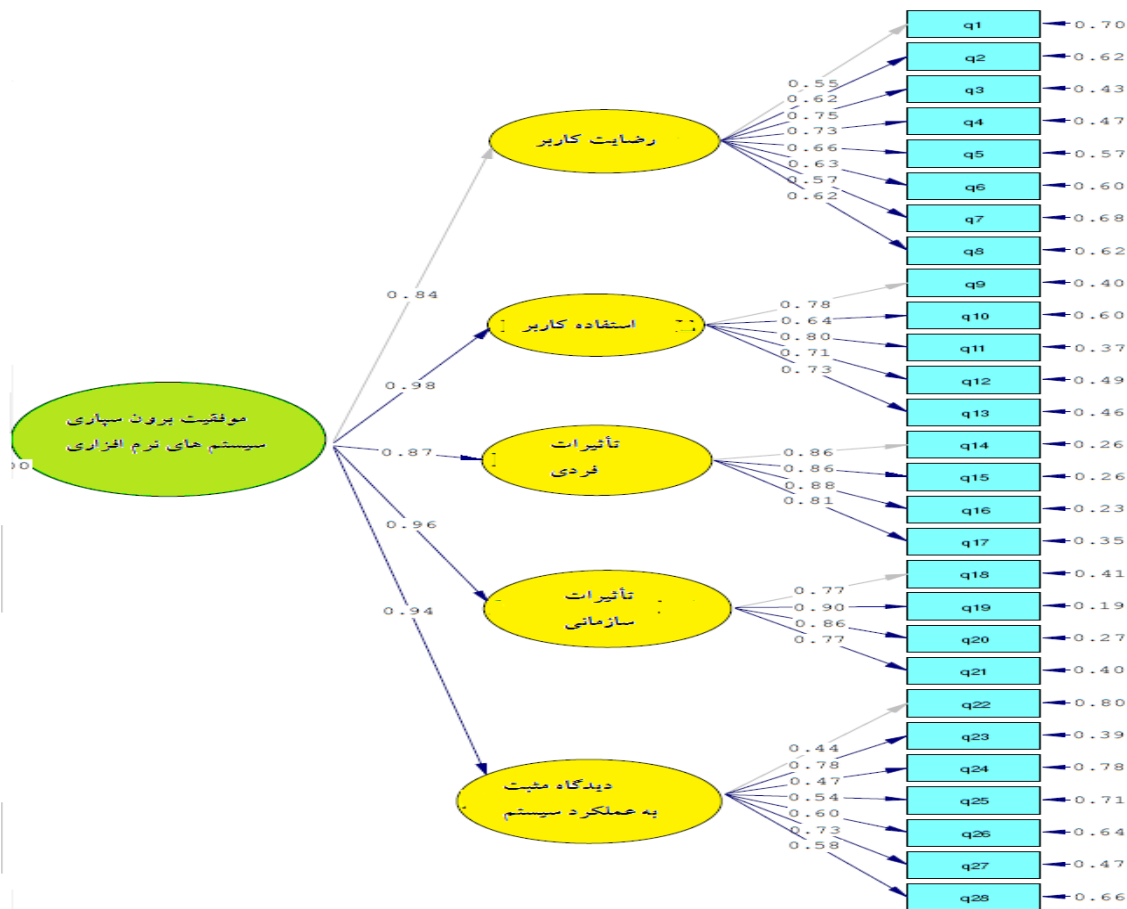 موفقیت برون سپاری
سیستم های نرم افزاری
00
0.84
0.98
0.87
0.96
0.94
رضایت کاربر
استفاده کاربر
تأثیرات
فردی
تأثیرات
سازمانی
دیدگاه مثبت
به عملکرد سیستم
0.55
0.62
0.75
0.73
0.66
0.63
0.57
0.62
0.78
0.64
0.80
0.71
0.73
0.86
0.86
0.88
0.81
0.77
0.90
0.86
0.77
0.44
0.78
0.47
0.54
0.60
0.73
0.58
q1 0.70
q2 0.62
q3 0.43
q4 0.47
q5 0.57
q6 0.60
q7 0.68
q8 0.62
q9 0.40
q10 0.60
q11 0.37
q12 0.49
q13 0.46
q14 0.26
q15 0.26
q16 0.23
q17 0.35
q18 0.41
q19 0.19
q20 0.27
q21 0.40
q22 0.80
q23 0.39
q24 0.78
q25 0.71
q26 0.64
q27 0.47
q28 0.66